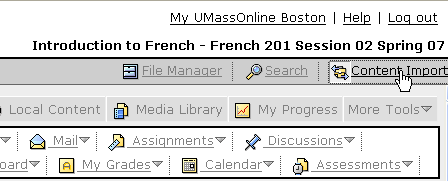 My UMassOnline Boston | Help | Log out
Introduction to French - French 201 Session 02 Spring 07
File Manager Search Content Import
Local Content Media Library My Progress More Tools
Mail Assignments Discussions
oard My Grades Calendar Assessments